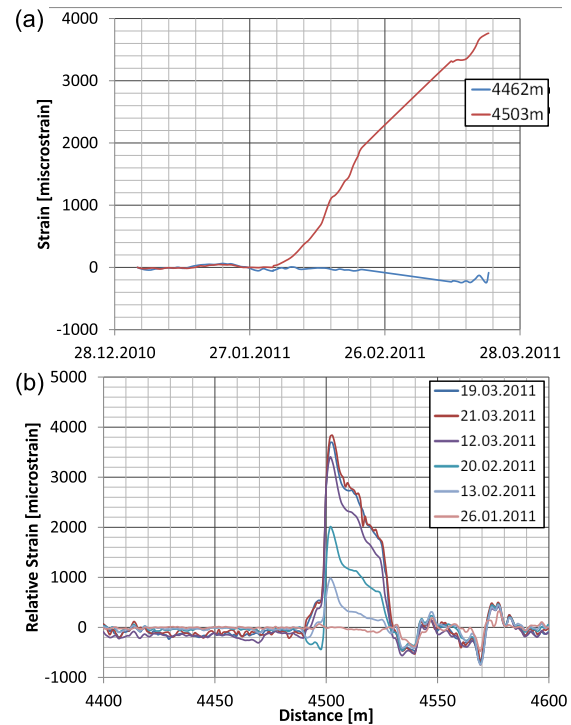 (a)
4000
3000
2000
1000
0
-1000
Strain [miscrostrain]
4462m
4503m
28.12.2010 27.01.2011 26.02.2011 28.03.2011
(b)
5000
4000
3000
2000
1000
0
-1000
Relative Strain [microstrain]
19.03.2011
21.03.2011
12.03.2011
20.02.2011
13.02.2011
26.01.2011
4400 4450 4500 4550 4600
Distance [m]